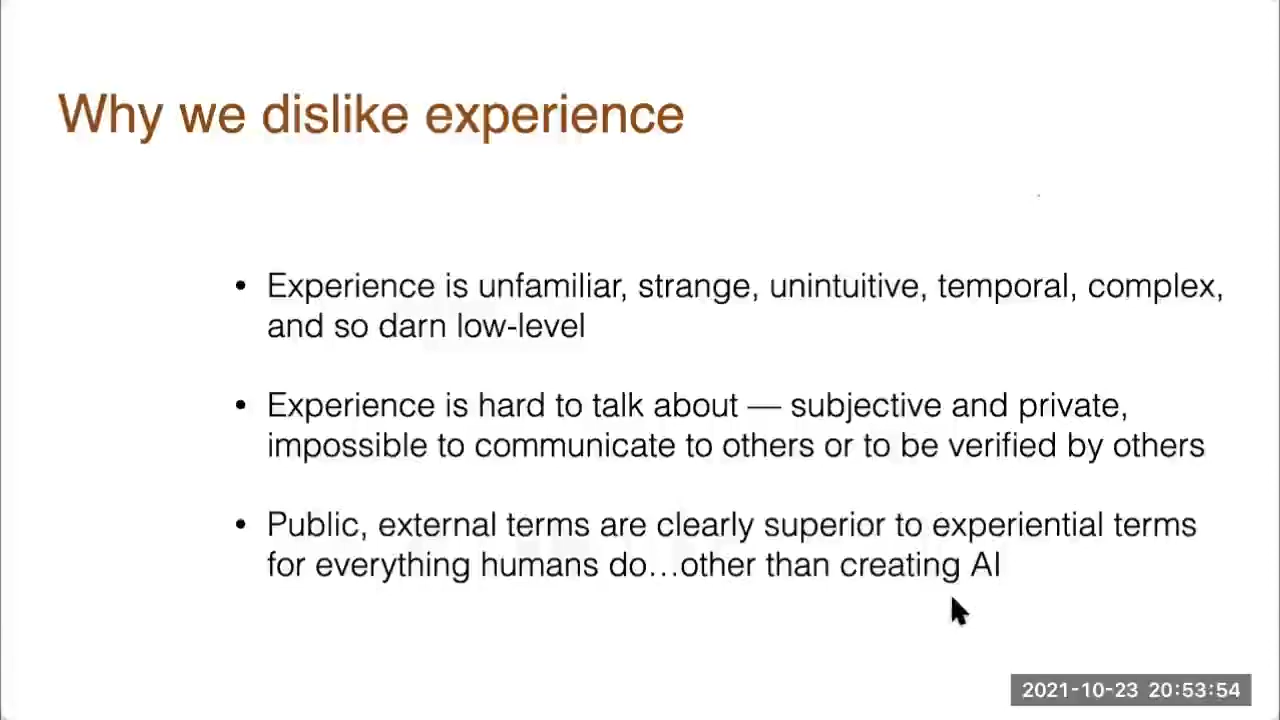 Why we dislike experience
• Experience is unfamiliar, strange, unintuitive, temporal, complex,
and so darn low-level
• Experience is hard to talk about — subjective and private,
impossible to communicate to others or to be verified by others
• Public, external terms are clearly superior to experiential terms
for everything humans do…other than creating AI
2021-10-23 20:53:54